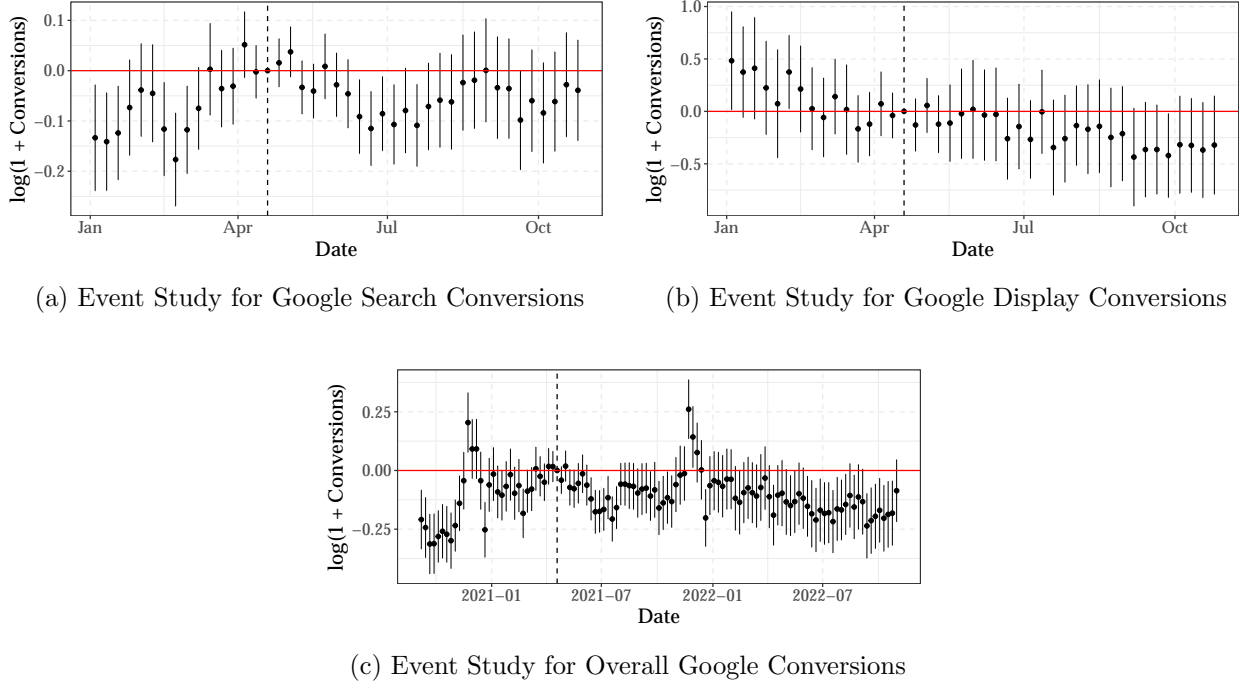 log(1 + Conversions)
0.1
0.0
−0.1
−0.2
Jan
Apr
Jul
Oct
Date
(a) Event Study for Google Search Conversions
log(1 + Conversions)
1.0
0.5
0.0
−0.5
Jan
Apr
Jul
Oct
Date
(b) Event Study for Google Display Conversions
log(1 + Conversions)
0.25
0.00
−0.25
2021−01
2021−07
2022−01
2022−07
Date
(c) Event Study for Overall Google Conversions